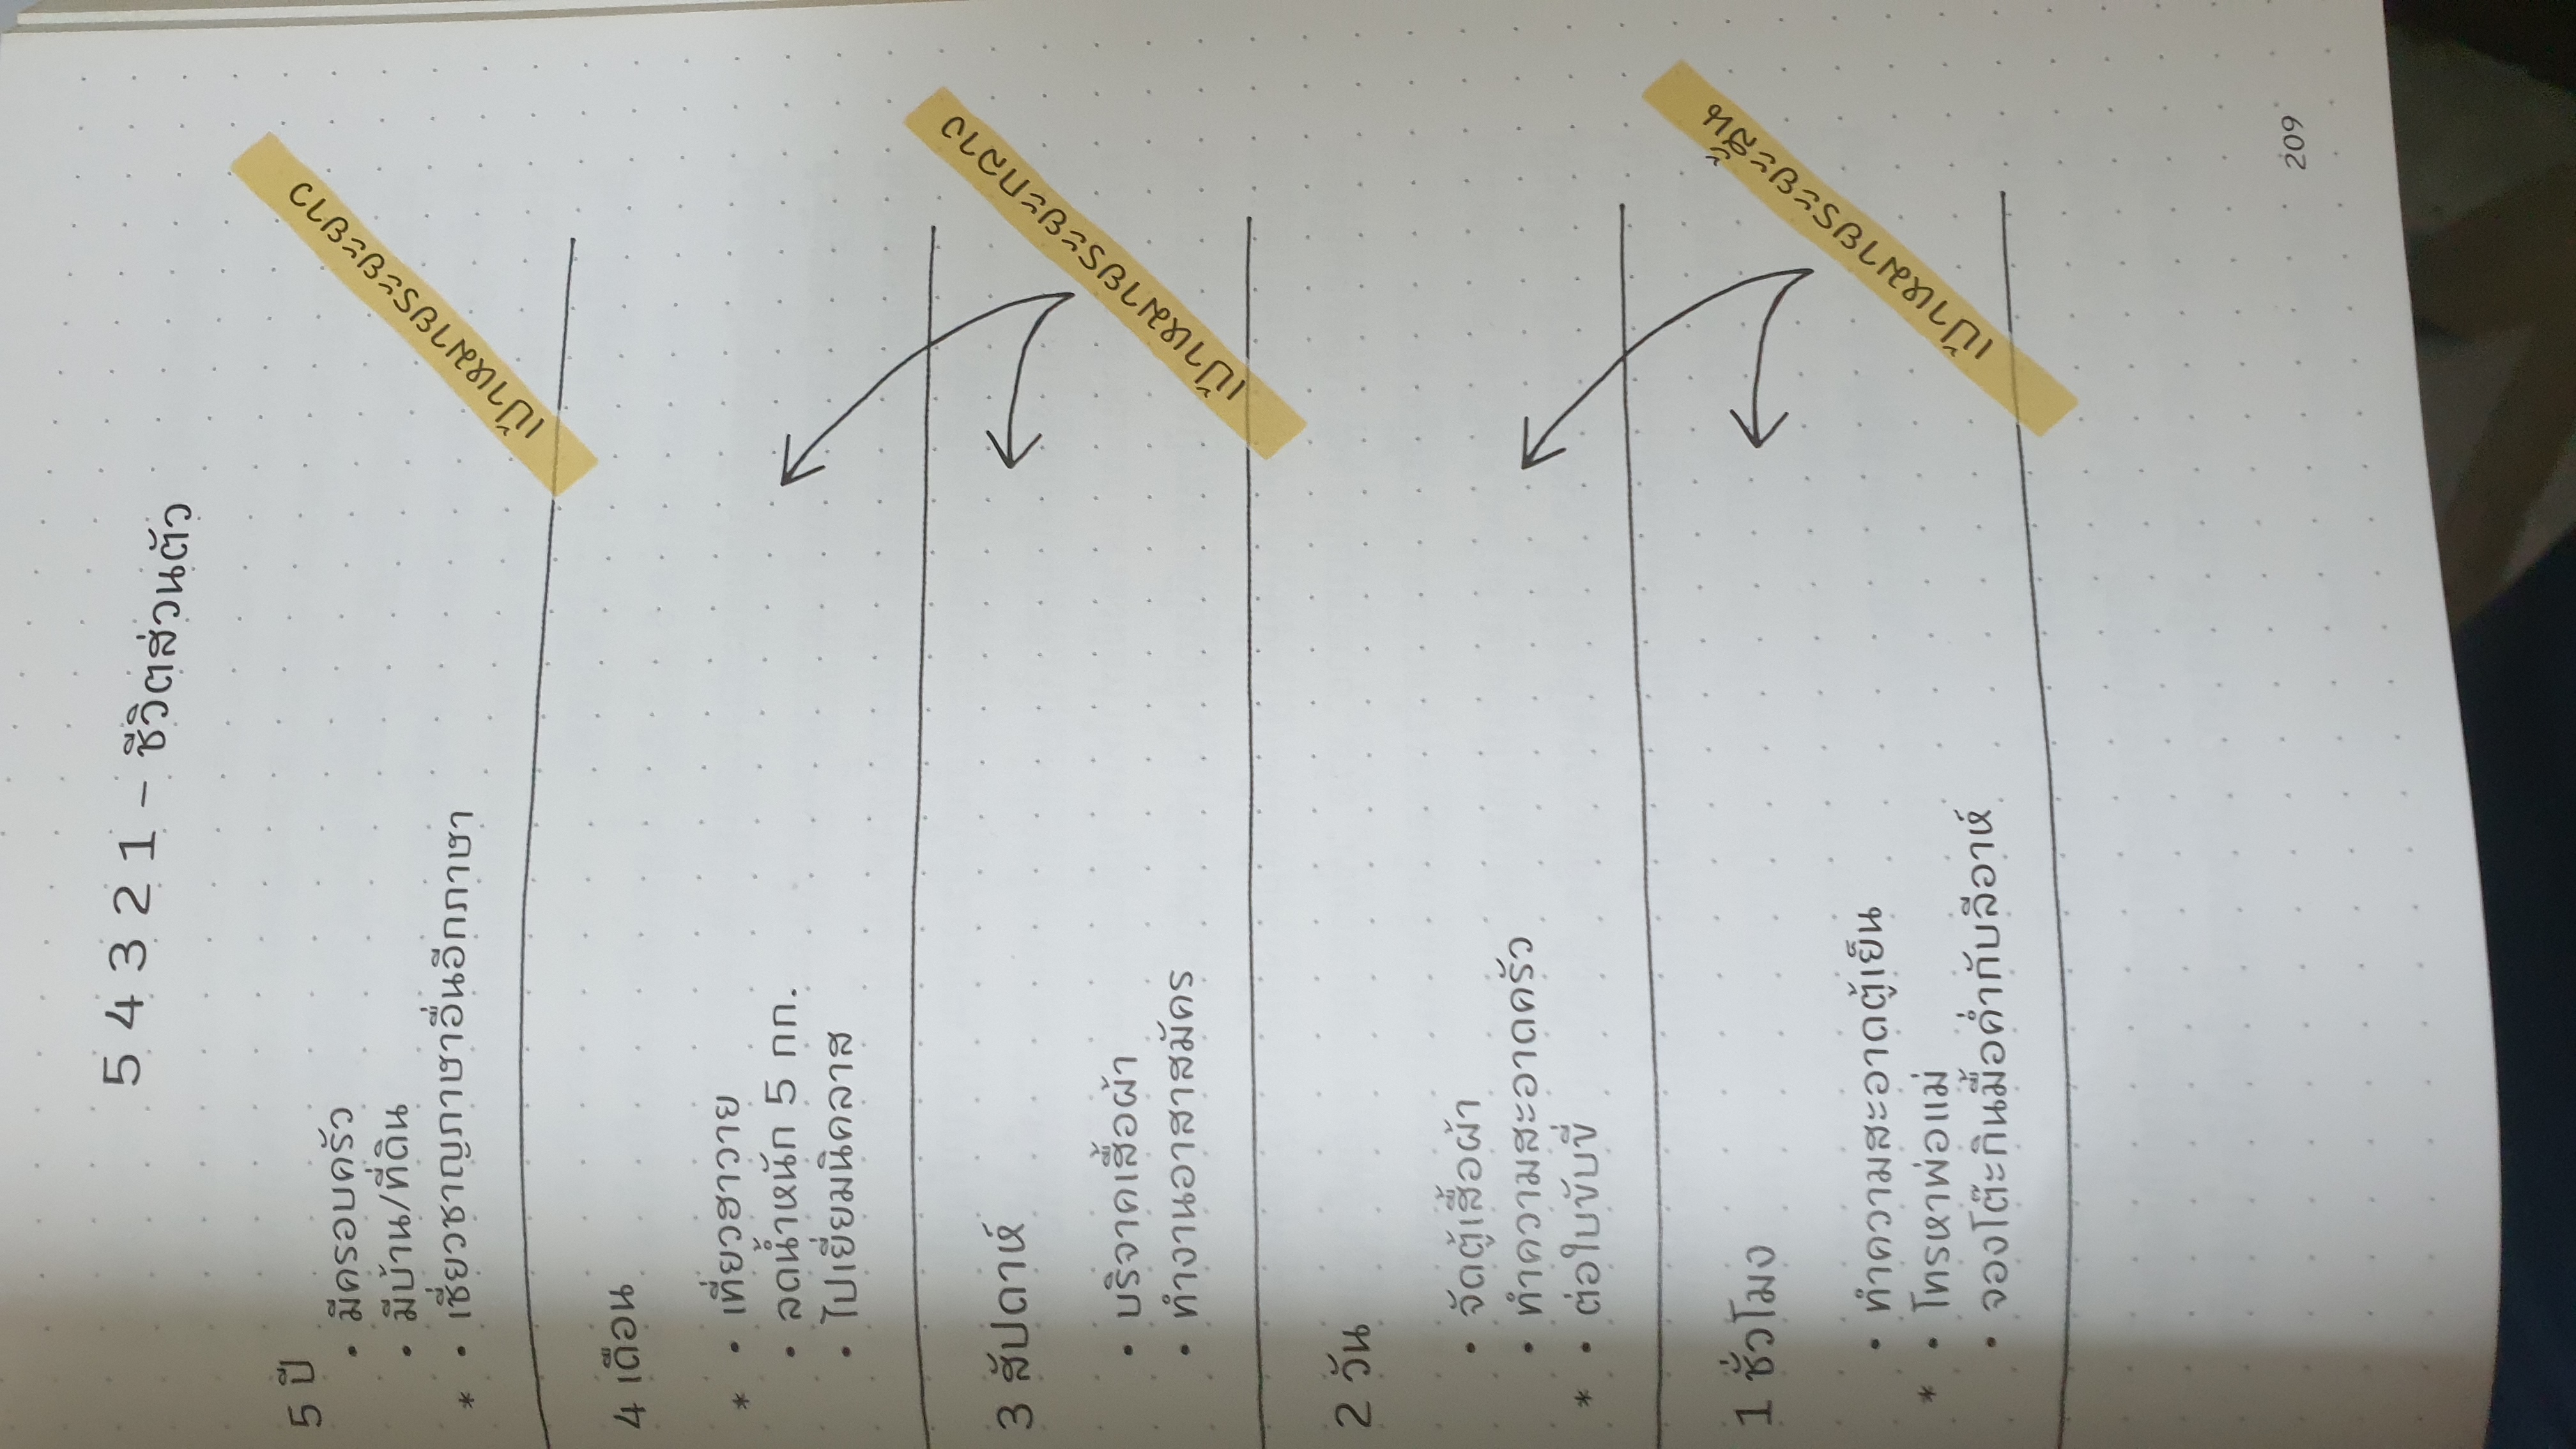 5 4 3 2 1 - ชีวิตส่วนตัว
5 ปี
• มีครอบครัว
• มีบ้าน/ที่ดิน
* • เชี่ยวชาญภาษาอื่นอีกภาษา
เป้าหมายระยะยาว
4 เดือน
* • เที่ยวฮาวาย
• ลดน้ำหนัก 5 กก.
• ไปเยี่ยมนิคลาส
3 สัปดาห์
• บริจาคเสื้อผ้า
• ทำงานอาสาสมัคร
เป้าหมายระยะกลาง
2 วัน
• จัดตู้เสื้อผ้า
• ทำความสะอาดครัว
* • ต่อใบขับขี่
1 ชั่วโมง
• ทำความสะอาดตู้เย็น
* • โทรหาพ่อแม่
• จองโต๊ะกินมื้อค่ำกับลีอาห์
เป้าหมายระยะสั้น
209